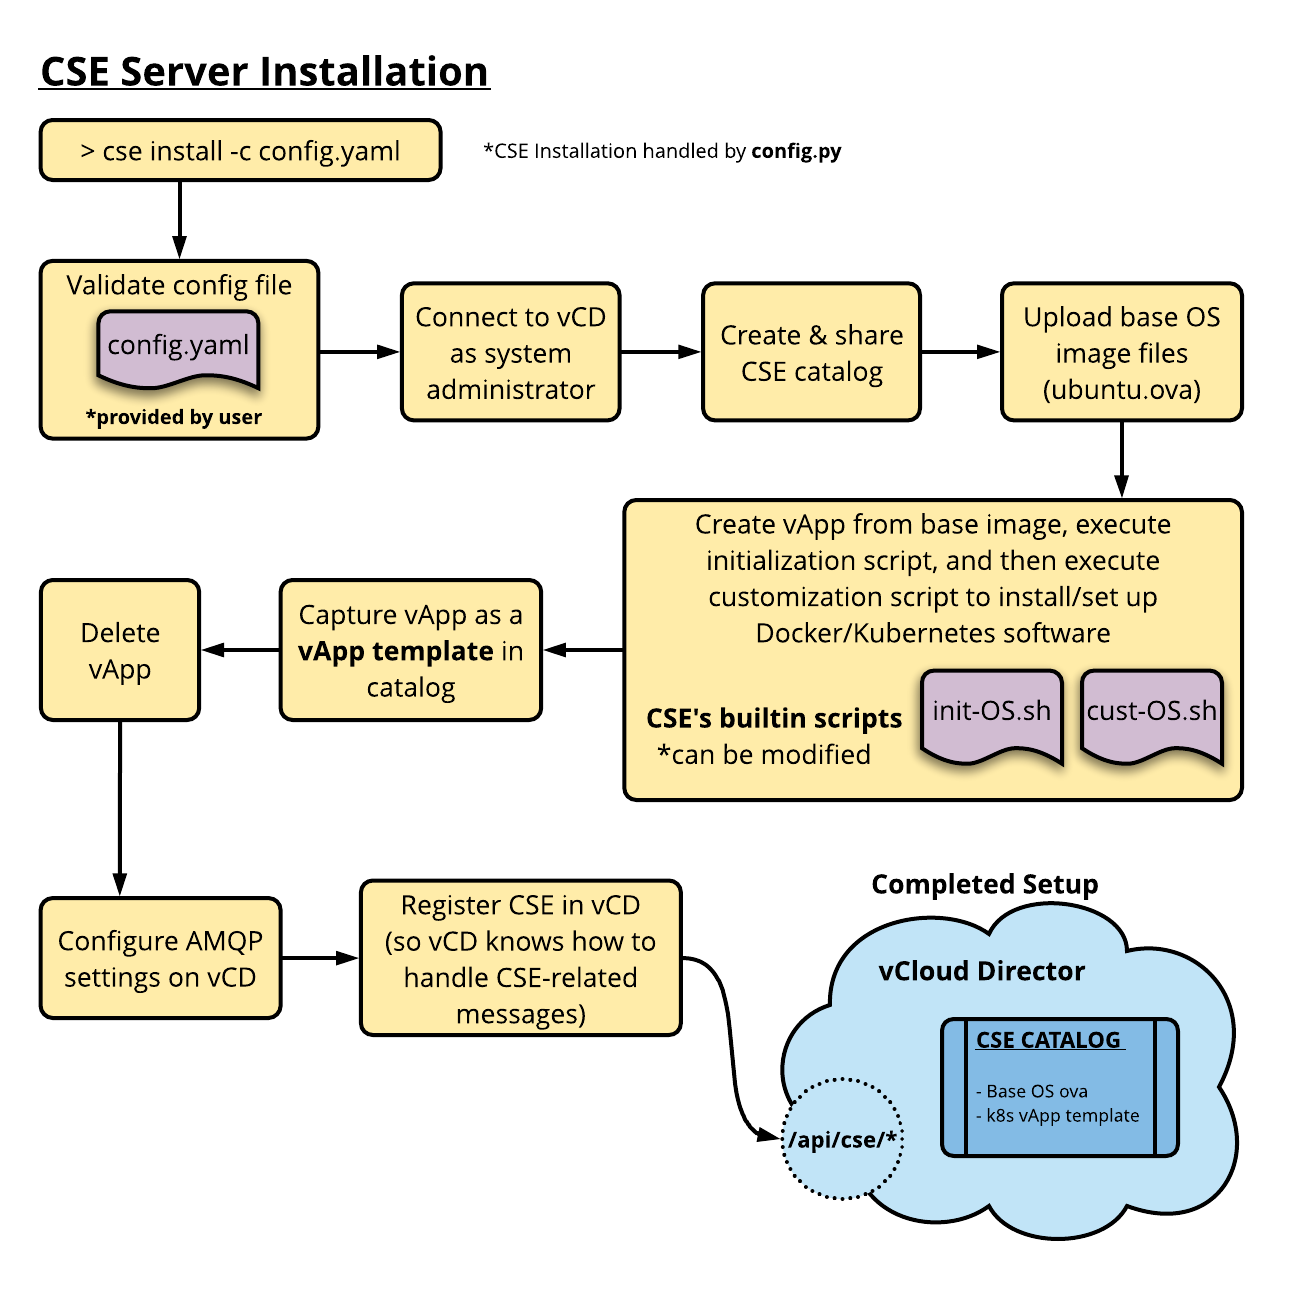 CSE Server Installation
> cse install -c config.yaml
*CSE Installation handled by config.py
Validate config file
config.yaml
*provided by user
Connect to vCD
as system
administrator
Create & share
CSE catalog
Upload base OS
image files
(ubuntu.ova)
Create vApp from base image, execute
initialization script, and then execute
customization script to install/set up
Docker/Kubernetes software
CSE's builtin scripts
*can be modified
init-OS.sh
cust-OS.sh
Capture vApp as a
vApp template in
catalog
Delete
vApp
Configure AMQP
settings on vCD
Register CSE in vCD
(so vCD knows how to
handle CSE-related
messages)
Completed Setup
vCloud Director
CSE CATALOG
- Base OS ova
- k8s vApp template
/api/cse/*